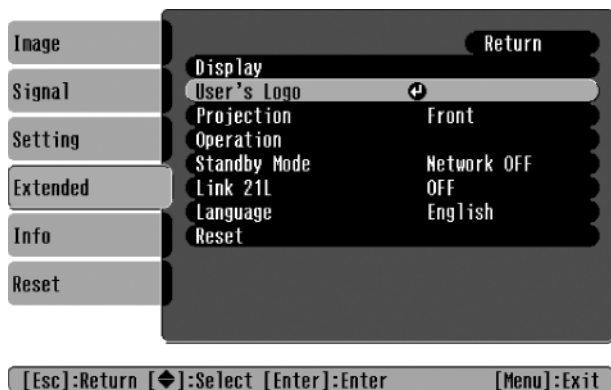 Image
Signal
Setting
Extended
Info
Reset
Return
Display
User's Logo
Projection Front
Operation
Standby Mode Network OFF
Link 21L OFF
Language English
Reset
[Esc]:Return [◆]:Select [Enter]:Enter [Menu]:Exit